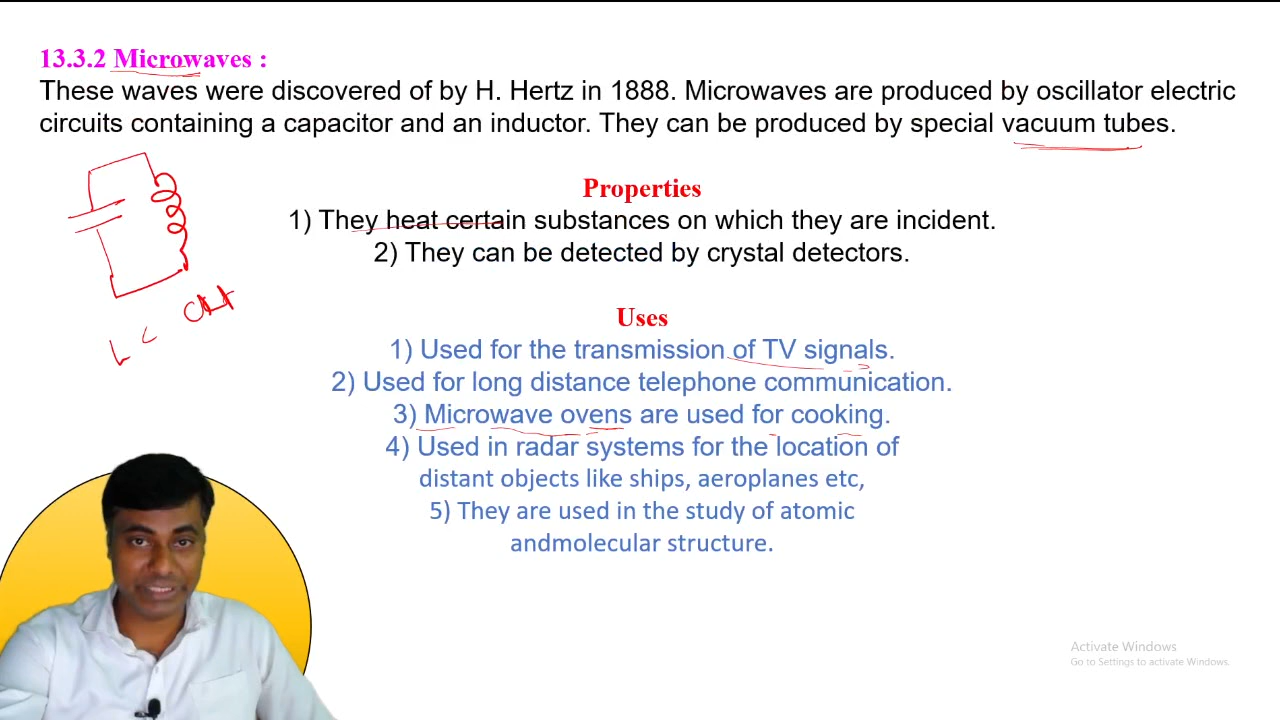 13.3.2 Microwaves :
These waves were discovered of by H. Hertz in 1888. Microwaves are produced by oscillator electric
circuits containing a capacitor and an inductor. They can be produced by special vacuum tubes.
Properties
1) They heat certain substances on which they are incident.
2) They can be detected by crystal detectors.
Uses
1) Used for the transmission of TV signals.
2) Used for long distance telephone communication.
3) Microwave ovens are used for cooking.
4) Used in radar systems for the location of
distant objects like ships, aeroplanes etc,
5) They are used in the study of atomic
andmolecular structure.
L C
Activate Windows
Go to Settings to activate Windows.